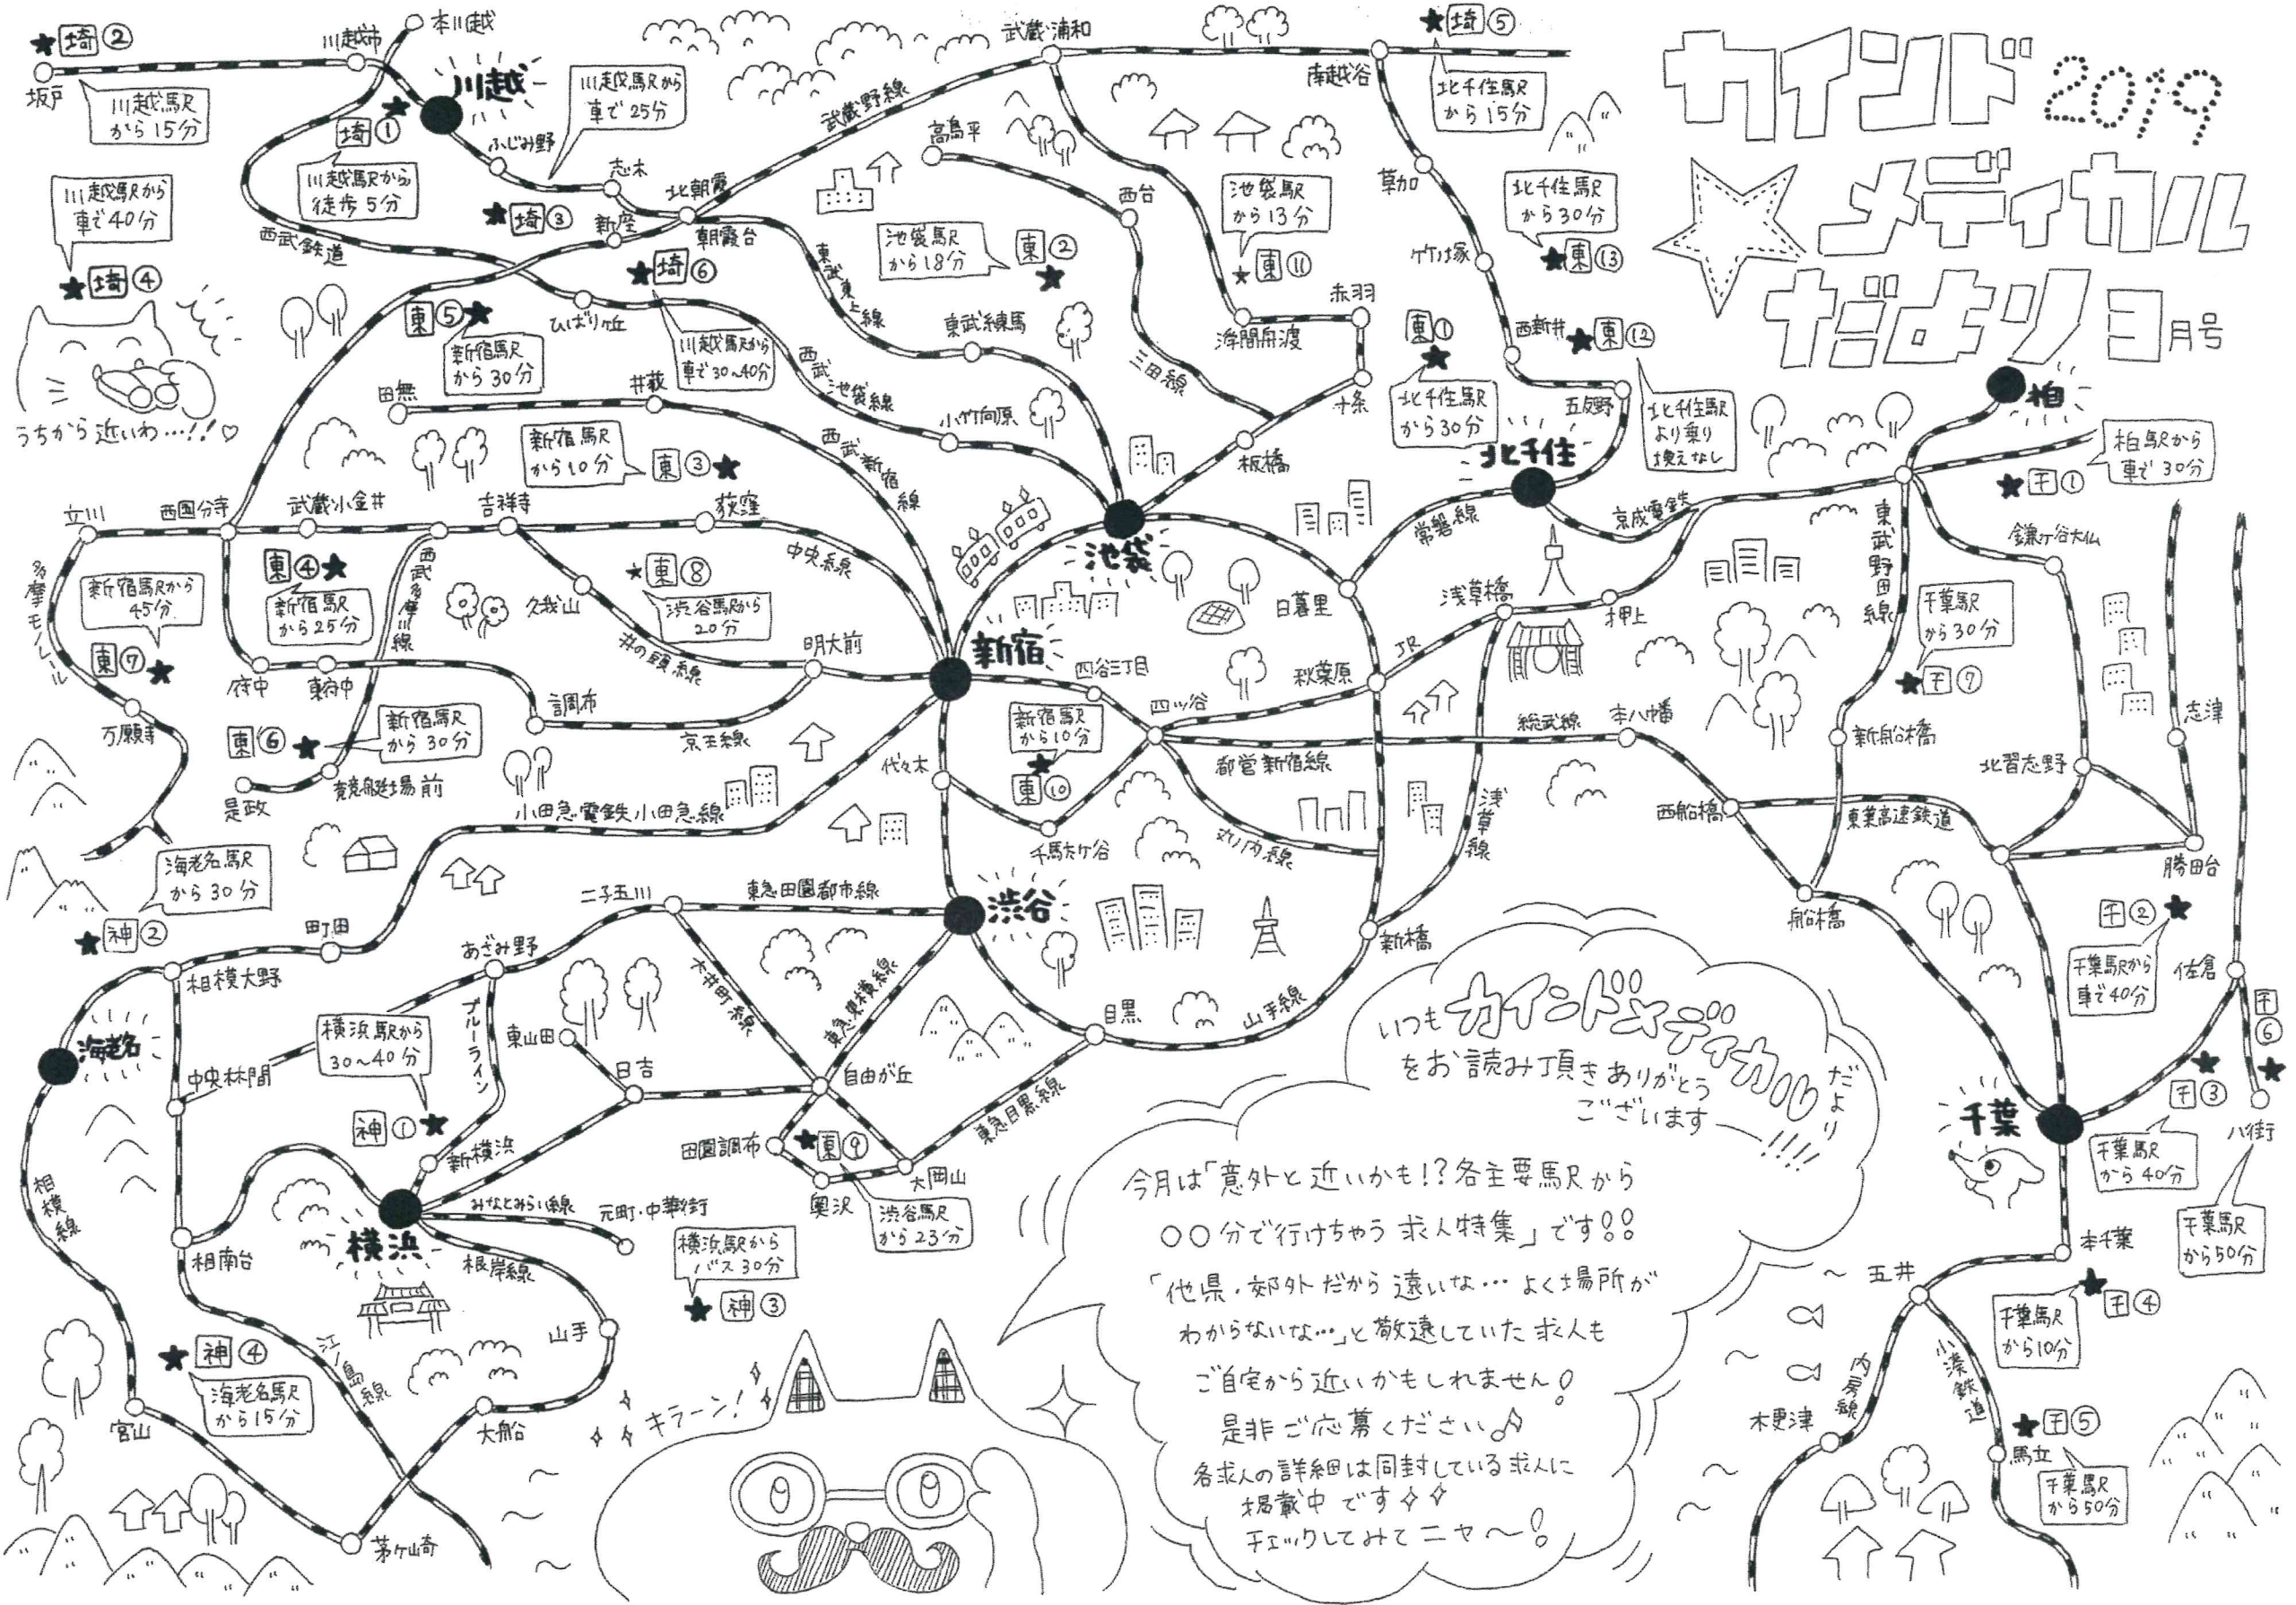 カインド 2019
メディカル
だより 3月号
埼②
坂戸
川越駅
から15分
川越市
本川越
川越
埼①
川越駅から
徒歩5分
川越駅から
車で25分
ふじみ野
志木
埼③
新座
北朝霞
朝霞台
武蔵野線
武蔵浦和
南越谷
埼⑤
北千住駅
から15分
川越駅から
車で40分
埼④
うちから近いわ…!!♡
西武鉄道
東⑤
新宿駅
から30分
ひばりヶ丘
埼⑥
川越駅から
車で30~40分
東武東上線
高島平
西台
三田線
池袋駅
から18分
東②
池袋駅
から13分
東⑪
浮間舟渡
赤羽
十条
板橋
東武練馬
西武池袋線
小竹向原
草加
竹ノ塚
西新井
五反野
北千住駅
から30分
東⑬
東①
北千住駅
から30分
東⑫
北千住駅
より乗り
換えなし
北千住
柏
柏駅から
車で30分
千①
田無
井荻
西武新宿線
新宿駅
から10分
東③
立川
西国分寺
武蔵小金井
吉祥寺
荻窪
中央線
多摩モノレール
新宿駅から
45分
東⑦
万願寺
東④
新宿駅
から25分
西武多摩川線
久我山
東⑧
渋谷駅から
20分
井の頭線
明大前
府中
東府中
調布
京王線
東⑥
新宿駅
から30分
競艇場前
是政
池袋
新宿
日暮里
常磐線
京成電鉄
浅草橋
押上
JR
秋葉原
四谷三丁目
四ッ谷
新宿駅
から10分
東⑩
代々木
千駄ヶ谷
都営新宿線
総武線
本八幡
丸ノ内線
浅草線
東武野田線
鎌ヶ谷大仏
千葉駅
から30分
千⑦
新船橋
北習志野
志津
西船橋
東葉高速鉄道
勝田台
船橋
小田急電鉄小田急線
海老名駅
から30分
神②
相模大野
町田
あざみ野
二子玉川
東急田園都市線
渋谷
新橋
目黒
山手線
海老名
中央林間
横浜駅から
30~40分
ブルーライン
東山田
日吉
大井町線
東急東横線
自由が丘
東急目黒線
神①
新横浜
田園調布
東⑨
奥沢
大岡山
渋谷駅
から23分
相模線
横浜
みなとみらい線
元町・中華街
根岸線
横浜駅から
バス30分
神③
湘南台
江ノ島線
山手
神④
海老名駅
から15分
宮山
大船
茅ヶ崎
キラーン!
いつもカインドメディカルだより
をお読み頂きありがとう
ございます!!!!
今月は「意外と近いかも!?各主要駅から
○○分で行けちゃう求人特集」です!!
「他県・郊外だから遠いな…よく場所が
わからないな…」と敬遠していた求人も
ご自宅から近いかもしれません!
是非ご応募ください♪
各求人の詳細は同封している求人に
掲載中です✧✧
チェックしてみてニャ〜!
千②
千葉駅から
車で40分
佐倉
千⑥
千③
千葉駅
から40分
八街
千葉駅
から50分
千葉
本千葉
五井
千葉駅
から10分
千④
内房線
小湊鉄道
木更津
千⑤
馬立
千葉駅
から50分